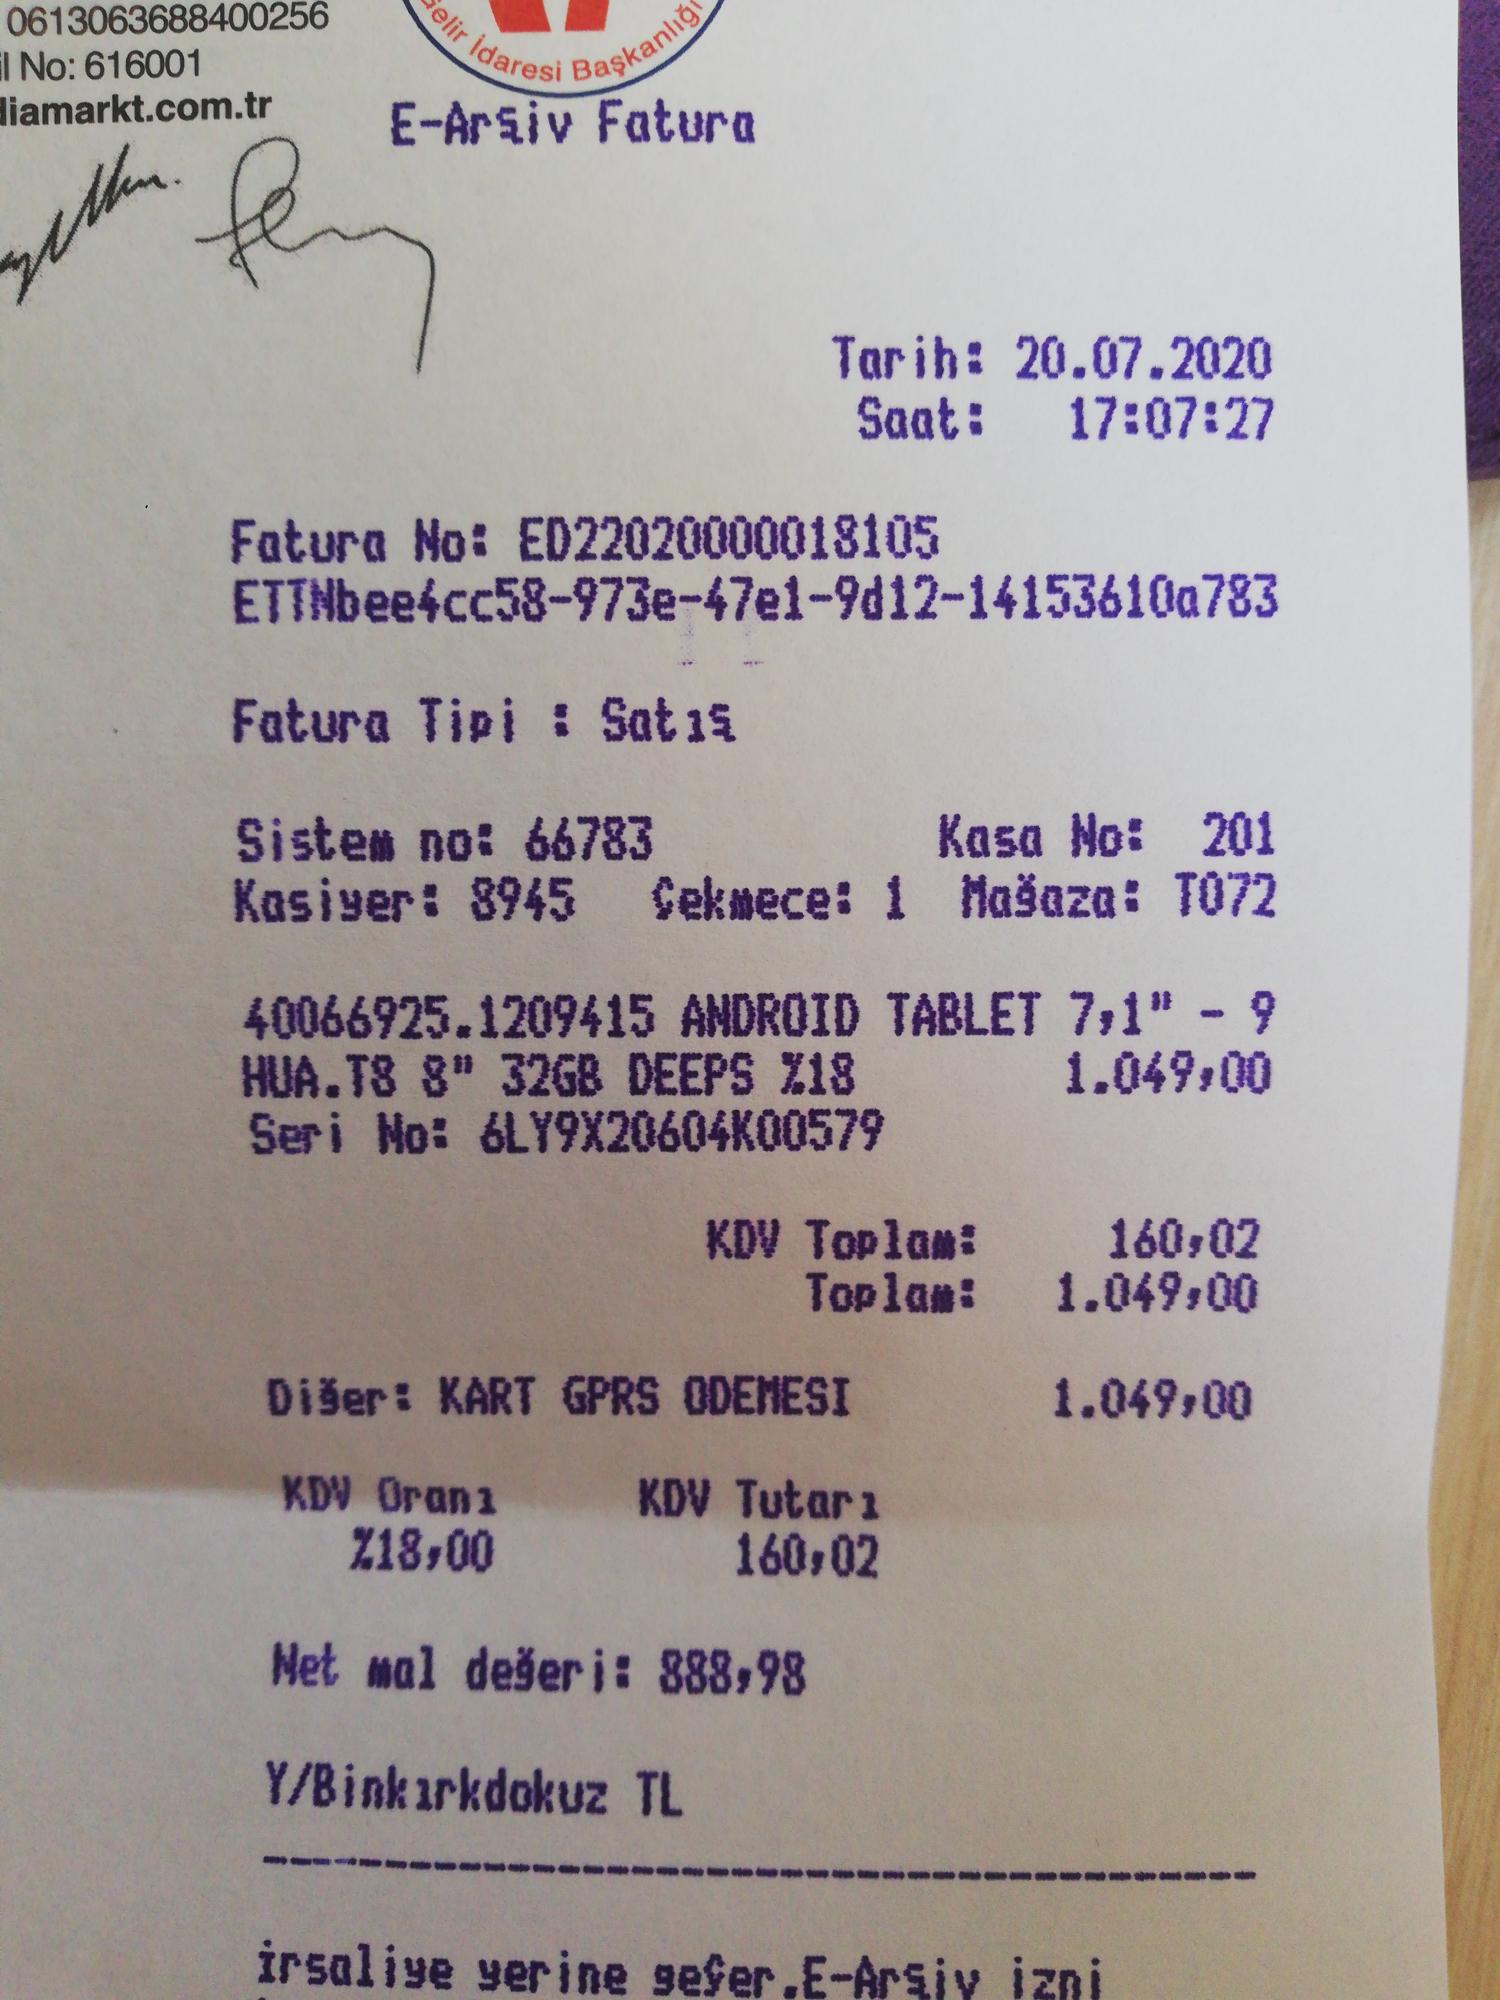 0613063688400256
il No: 616001
diamarkt.com.tr
Gelir İdaresi Başkanlığı
E-Arşiv Fatura
Tarih: 20.07.2020
Saat: 17:07:27
Fatura No: ED22020000018105
ETTNbee4cc58-973e-47e1-9d12-14153610a783
Fatura Tipi : Satış
Sistem no: 66783 Kasa No: 201
Kasiyer: 8945 Çekmece: 1 Mağaza: T072
40066925.1209415 ANDROID TABLET 7,1" - 9
HUA.T8 8" 32GB DEEPS %18 1.049,00
Seri No: 6LY9X20604K00579
KDV Toplam: 160,02
Toplam: 1.049,00
Diğer: KART GPRS ODEMESI 1.049,00
KDV Oranı KDV Tutarı
%18,00 160,02
Net mal değeri: 888,98
Y/Binkırkdokuz TL
----------------------------------------
İrsaliye yerine geçer.E-Arşiv izni